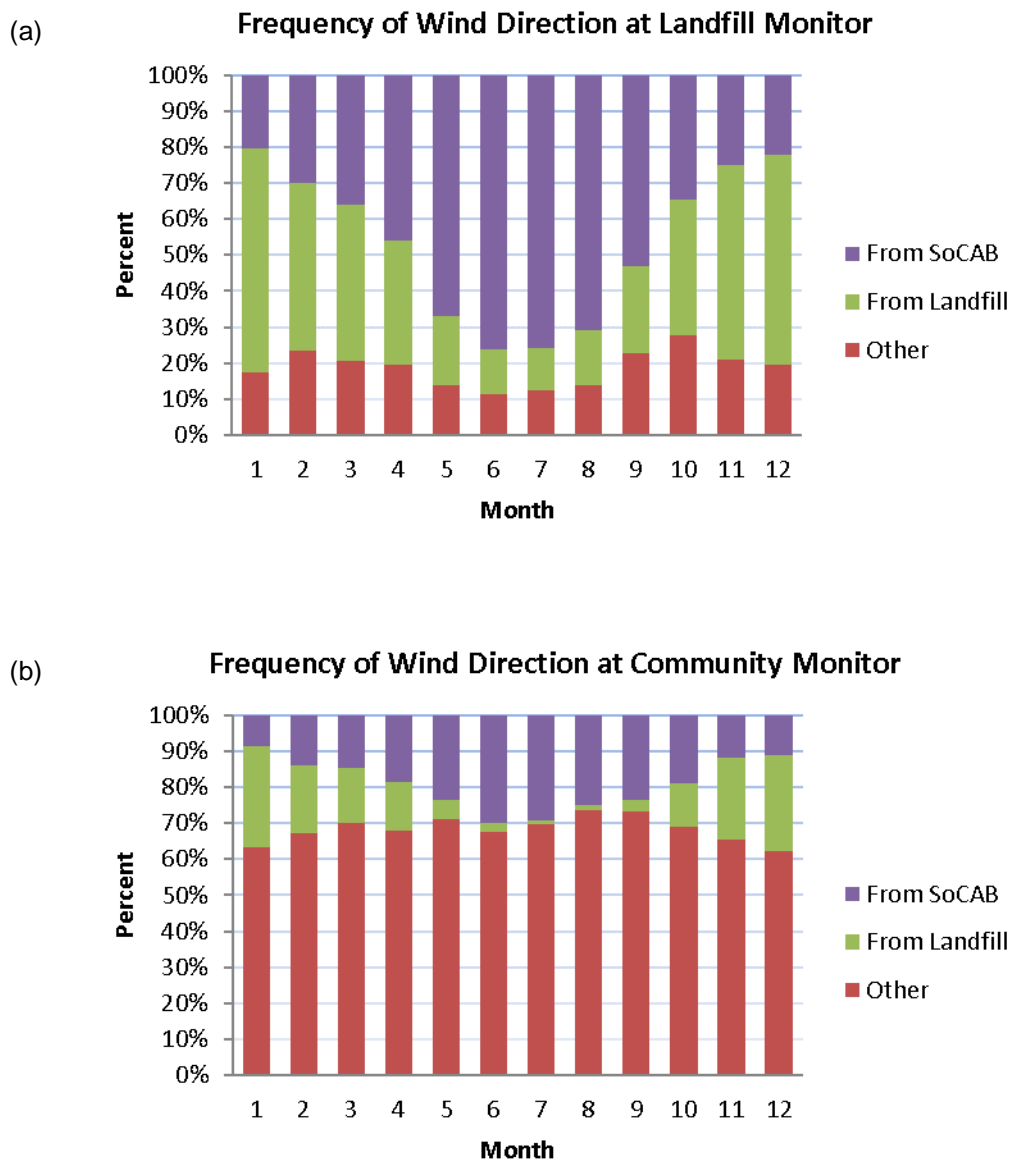 (a)
Frequency of Wind Direction at Landfill Monitor
100%
90%
80%
70%
60%
50%
40%
30%
20%
10%
0%
Percent
1 2 3 4 5 6 7 8 9 10 11 12
Month
From SoCAB
From Landfill
Other
(b)
Frequency of Wind Direction at Community Monitor
100%
90%
80%
70%
60%
50%
40%
30%
20%
10%
0%
Percent
1 2 3 4 5 6 7 8 9 10 11 12
Month
From SoCAB
From Landfill
Other